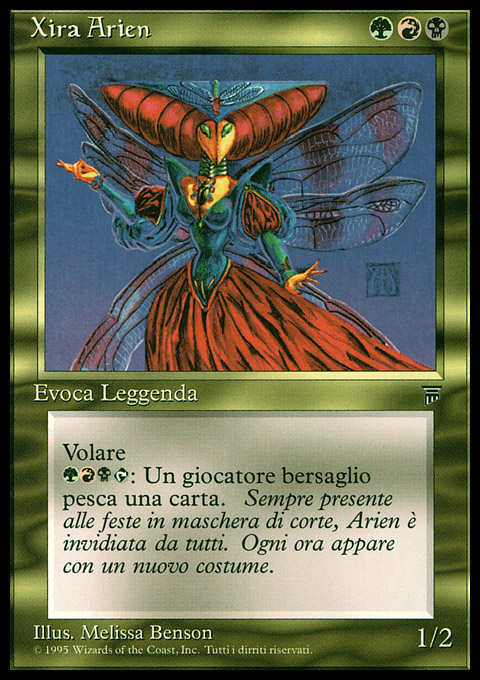 Xira Arien
Evoca Leggenda
Volare
: Un giocatore bersaglio
pesca una carta. Sempre presente
alle feste in maschera di corte, Arien è
invidiata da tutti. Ogni ora appare
con un nuovo costume.
Illus. Melissa Benson
1/2
© 1995 Wizards of the Coast, Inc. Tutti i dirriti riservati.